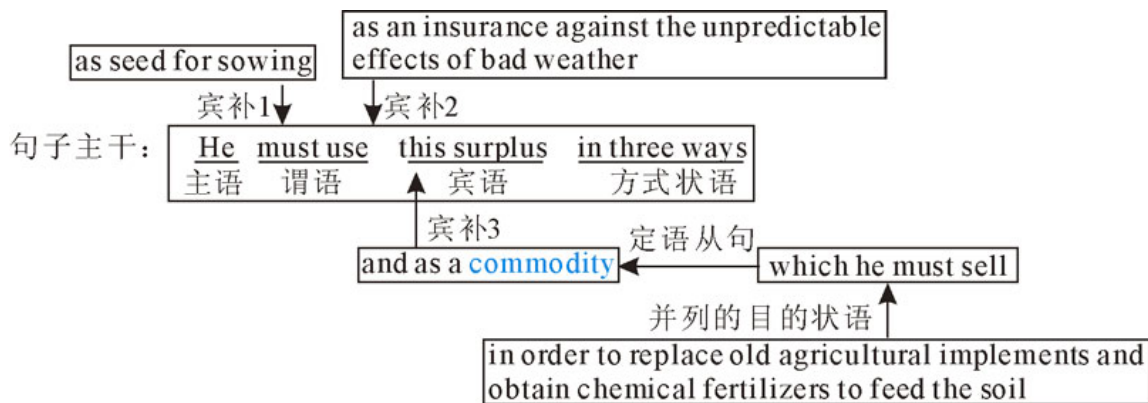 as an insurance against the unpredictable
effects of bad weather
as seed for sowing
宾补1
宾补2
句子主干：
He must use this surplus in three ways
主语 谓语 宾语 方式状语
宾补3
定语从句
and as a commodity
which he must sell
并列的目的状语
in order to replace old agricultural implements and
obtain chemical fertilizers to feed the soil